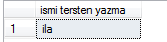 ismi tersten yazma
1 ila